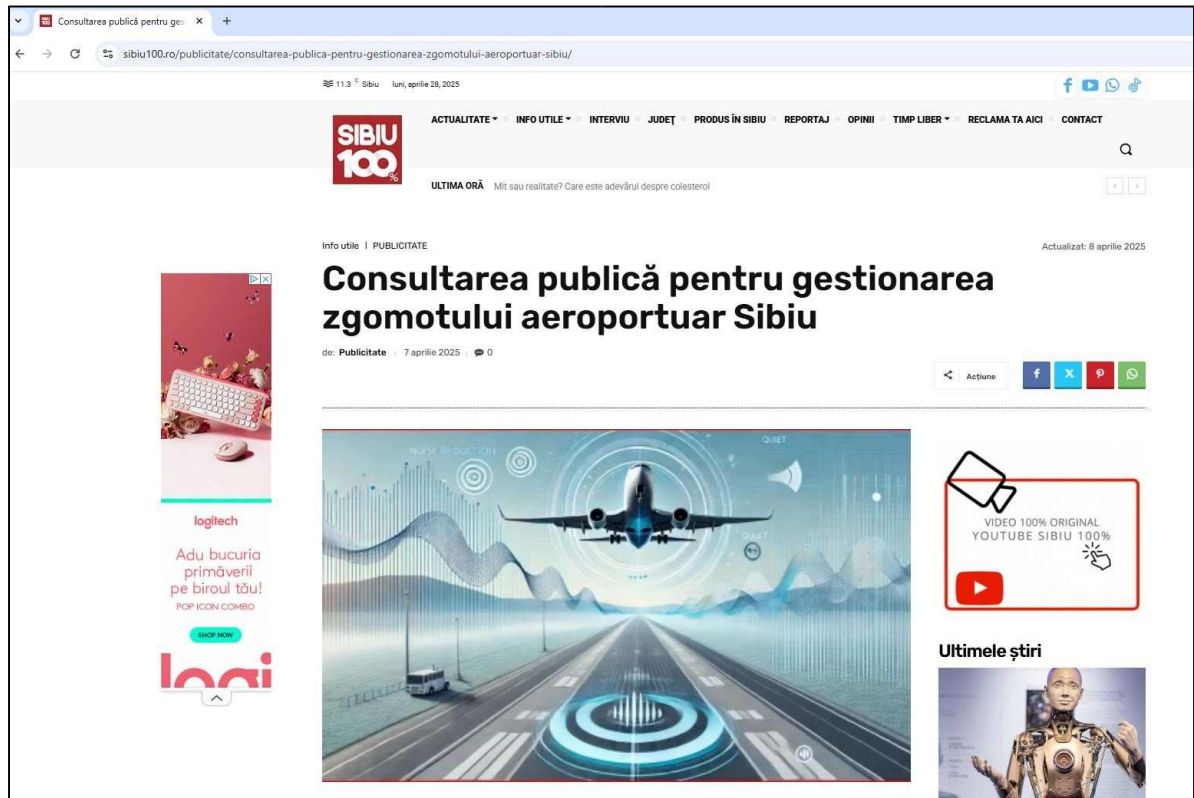 Consultarea publică pentru ges
sibiu100.ro/publicitate/consultarea-publica-pentru-gestionarea-zgomotului-aeroportuar-sibiu/
11.3 C Sibiu luni, aprilie 28, 2025
SIBIU
100%
ACTUALITATE INFO UTILE INTERVIU JUDEȚ PRODUS ÎN SIBIU REPORTAJ OPINII TIMP LIBER RECLAMA TA AICI CONTACT
ULTIMA ORĂ Mit sau realitate? Care este adevărul despre colesterol
Info utile | PUBLICITATE
Actualizat: 8 aprilie 2025
Consultarea publică pentru gestionarea
zgomotului aeroportuar Sibiu
de: Publicitate | 7 aprilie 2025 | 0
Acțiune
logitech
Adu bucuria
primăverii
pe biroul tău!
POP ICON COMBO
SHOP NOW
logi
NOISE REDUCTION
QUIET
QUIET
VIDEO 100% ORIGINAL
YOUTUBE SIBIU 100%
Ultimele știri